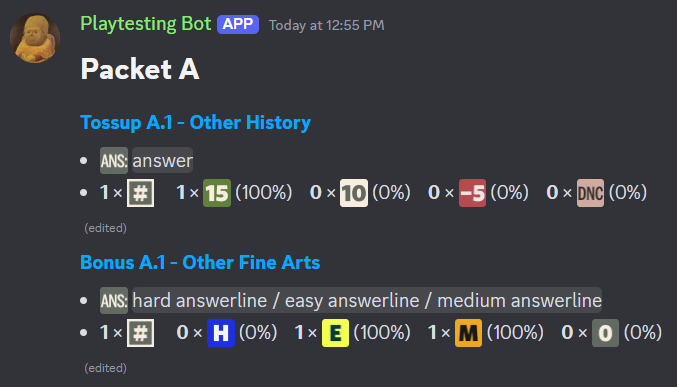 Playtesting Bot APP Today at 12:55 PM
Packet A
Tossup A.1 - Other History
• ANS: answer
• 1 × # 1 × 15 (100%) 0 × 10 (0%) 0 × -5 (0%) 0 × DNC (0%)
(edited)
Bonus A.1 - Other Fine Arts
• ANS: hard answerline / easy answerline / medium answerline
• 1 × # 0 × H (0%) 1 × E (100%) 1 × M (100%) 0 × 0 (0%)
(edited)